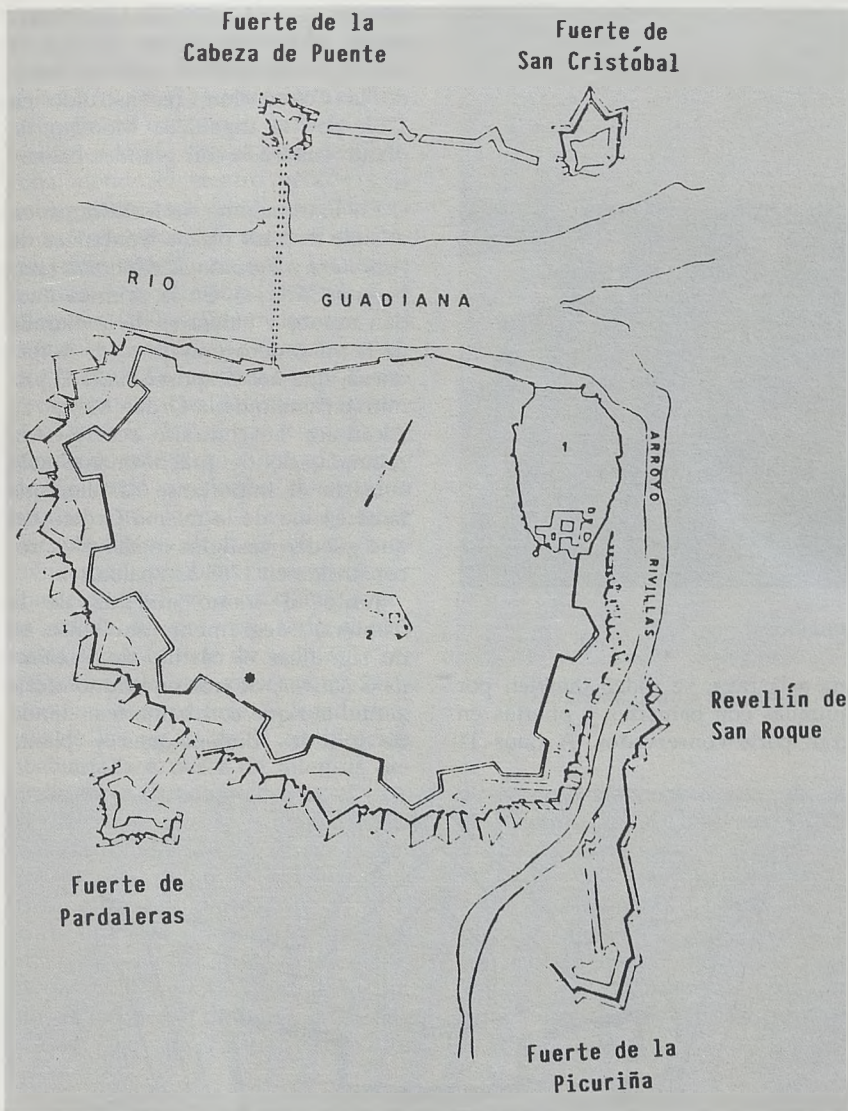 Fuerte de la
Cabeza de Puente
Fuerte de
San Cristóbal
RIO
GUADIANA
1
ARROYO
RIVILLAS
2
Revellín de
San Roque
Fuerte de
Pardaleras
Fuerte de la
Picuriña